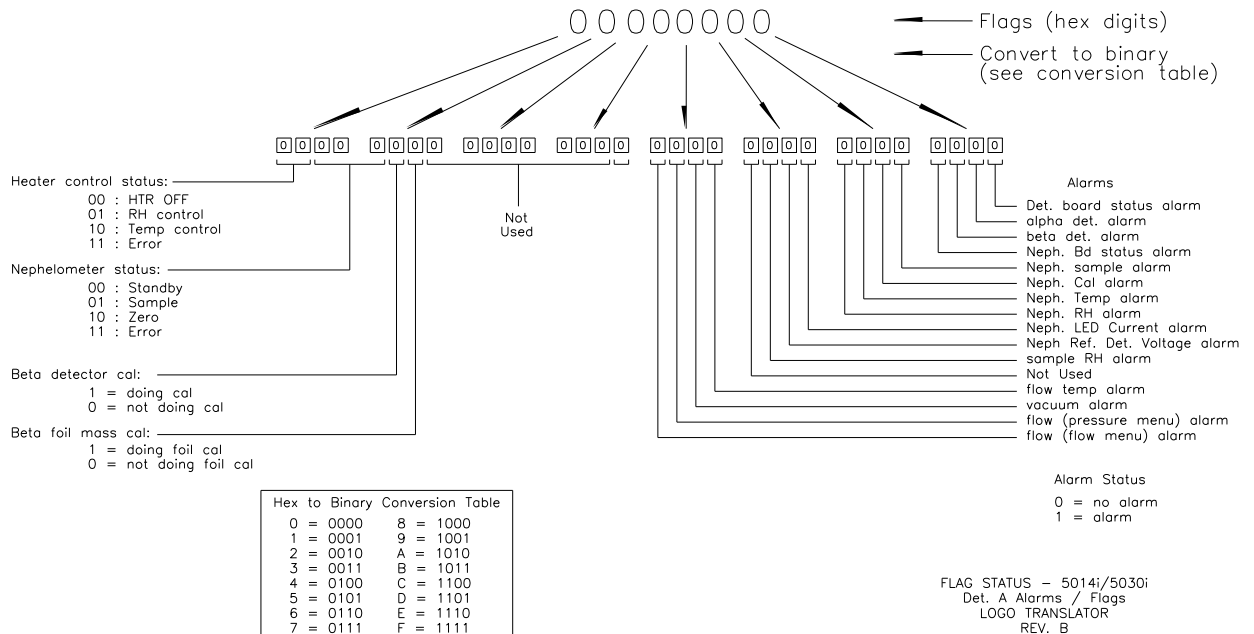 0 0 0 0 0 0 0 0
Flags (hex digits)
Convert to binary
(see conversion table)
0 0 0 0 0 0 0 0 0 0 0 0 0 0 0 0 0 0 0 0 0 0 0 0 0 0 0 0 0 0 0 0
Heater control status:
00 : HTR OFF
01 : RH control
10 : Temp control
11 : Error
Nephelometer status:
00 : Standby
01 : Sample
10 : Zero
11 : Error
Beta detector cal:
1 = doing cal
0 = not doing cal
Beta foil mass cal:
1 = doing foil cal
0 = not doing foil cal
Not
Used
Alarms
Det. board status alarm
alpha det. alarm
beta det. alarm
Neph. Bd status alarm
Neph. sample alarm
Neph. Cal alarm
Neph. Temp alarm
Neph. RH alarm
Neph. LED Current alarm
Neph Ref. Det. Voltage alarm
sample RH alarm
Not Used
flow temp alarm
vacuum alarm
flow (pressure menu) alarm
flow (flow menu) alarm
Alarm Status
0 = no alarm
1 = alarm
Hex to Binary Conversion Table
0 = 0000 8 = 1000
1 = 0001 9 = 1001
2 = 0010 A = 1010
3 = 0011 B = 1011
4 = 0100 C = 1100
5 = 0101 D = 1101
6 = 0110 E = 1110
7 = 0111 F = 1111
FLAG STATUS - 5014i/5030i
Det. A Alarms / Flags
LOGO TRANSLATOR
REV. B